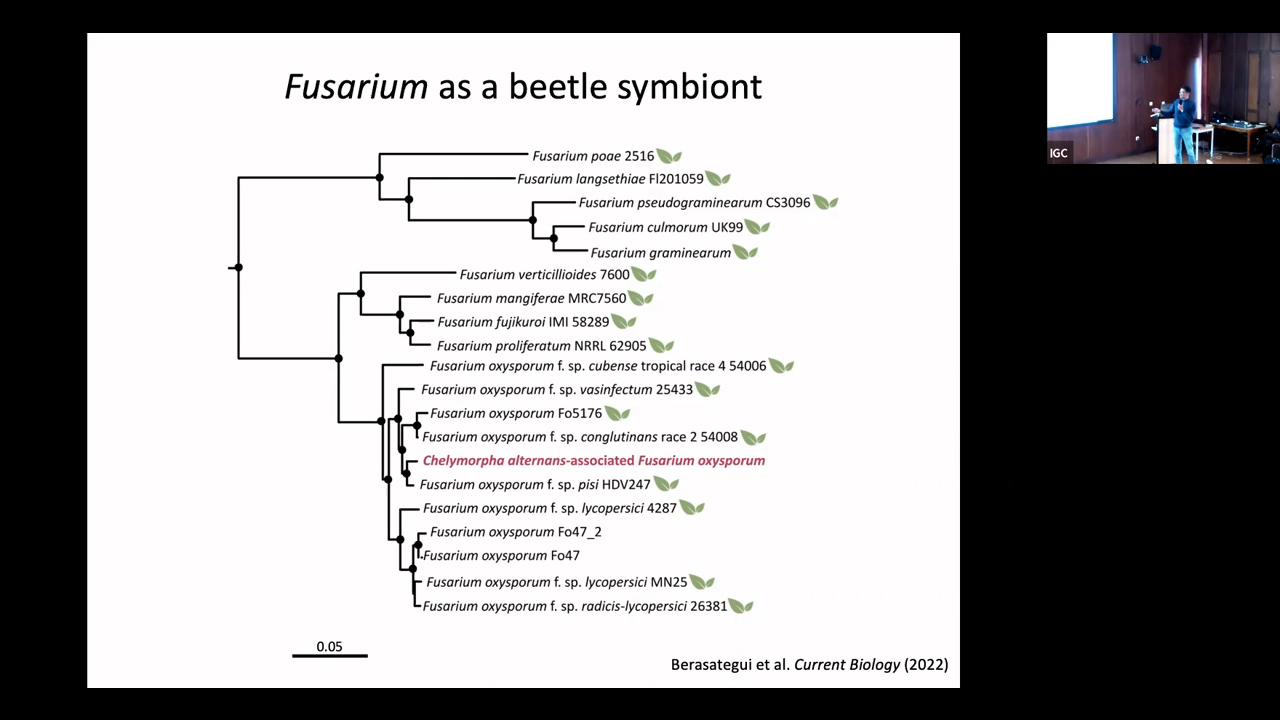 Fusarium as a beetle symbiont
IGC
Fusarium poae 2516
Fusarium langsethiae Fl201059
Fusarium pseudograminearum CS3096
Fusarium culmorum UK99
Fusarium graminearum
Fusarium verticillioides 7600
Fusarium mangiferae MRC7560
Fusarium fujikuroi IMI 58289
Fusarium proliferatum NRRL 62905
Fusarium oxysporum f. sp. cubense tropical race 4 54006
Fusarium oxysporum f. sp. vasinfectum 25433
Fusarium oxysporum Fo5176
Fusarium oxysporum f. sp. conglutinans race 2 54008
Chelymorpha alternans-associated Fusarium oxysporum
Fusarium oxysporum f. sp. pisi HDV247
Fusarium oxysporum f. sp. lycopersici 4287
Fusarium oxysporum Fo47_2
Fusarium oxysporum Fo47
Fusarium oxysporum f. sp. lycopersici MN25
Fusarium oxysporum f. sp. radicis-lycopersici 26381
0.05
Berasategui et al. Current Biology (2022)